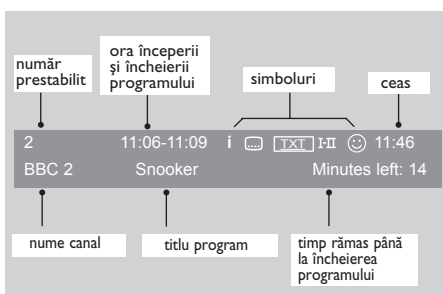 număr
prestabilit
ora începerii
şi încheierii
programului
simboluri
ceas
2 11:06-11:09 i .... TXT I-II 11:46
BBC 2 Snooker Minutes left: 14
nume canal
titlu program
timp rămas până
la încheierea
programului